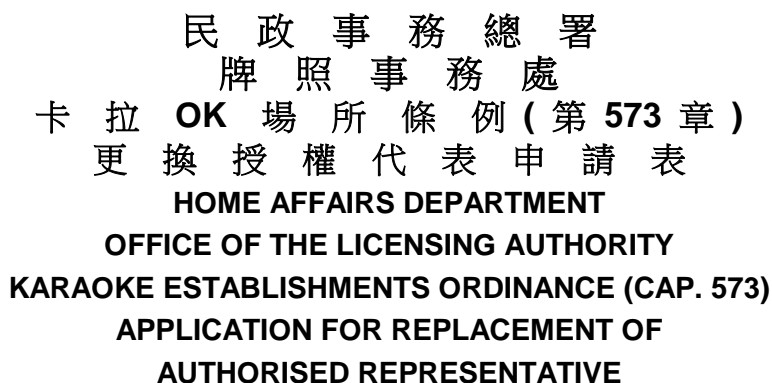 民 政 事 務 總 署
牌 照 事 務 處
卡 拉 OK 場 所 條 例 ( 第 573 章 )
更 換 授 權 代 表 申 請 表
HOME AFFAIRS DEPARTMENT
OFFICE OF THE LICENSING AUTHORITY
KARAOKE ESTABLISHMENTS ORDINANCE (CAP. 573)
APPLICATION FOR REPLACEMENT OF
AUTHORISED REPRESENTATIVE